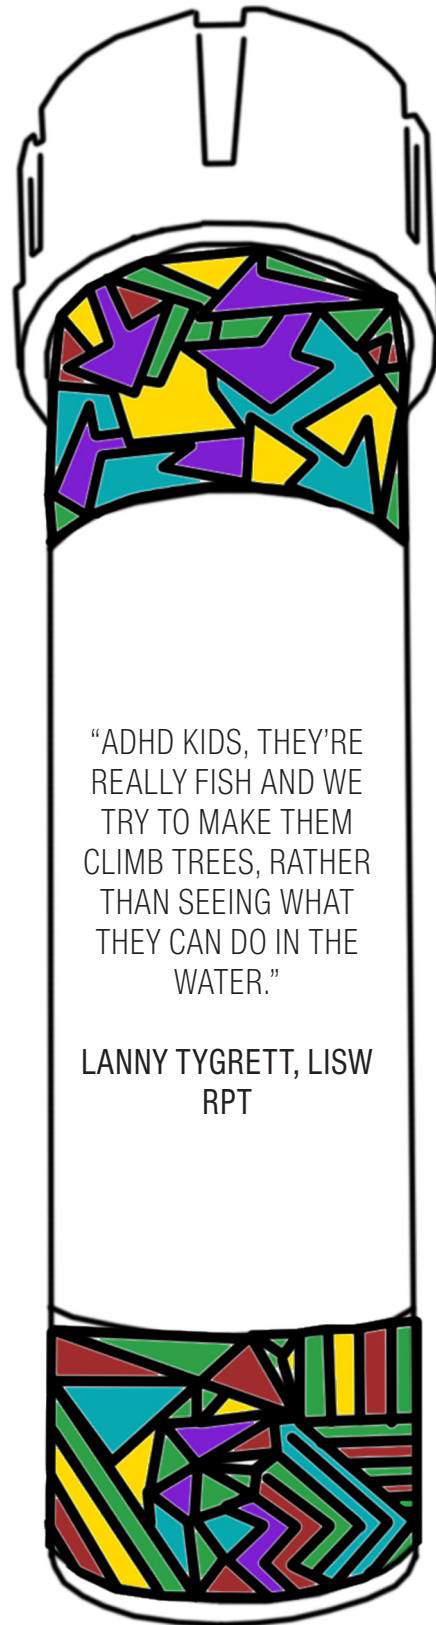 “ADHD KIDS, THEY’RE
REALLY FISH AND WE
TRY TO MAKE THEM
CLIMB TREES, RATHER
THAN SEEING WHAT
THEY CAN DO IN THE
WATER.”
LANNY TYGRETT, LISW
RPT